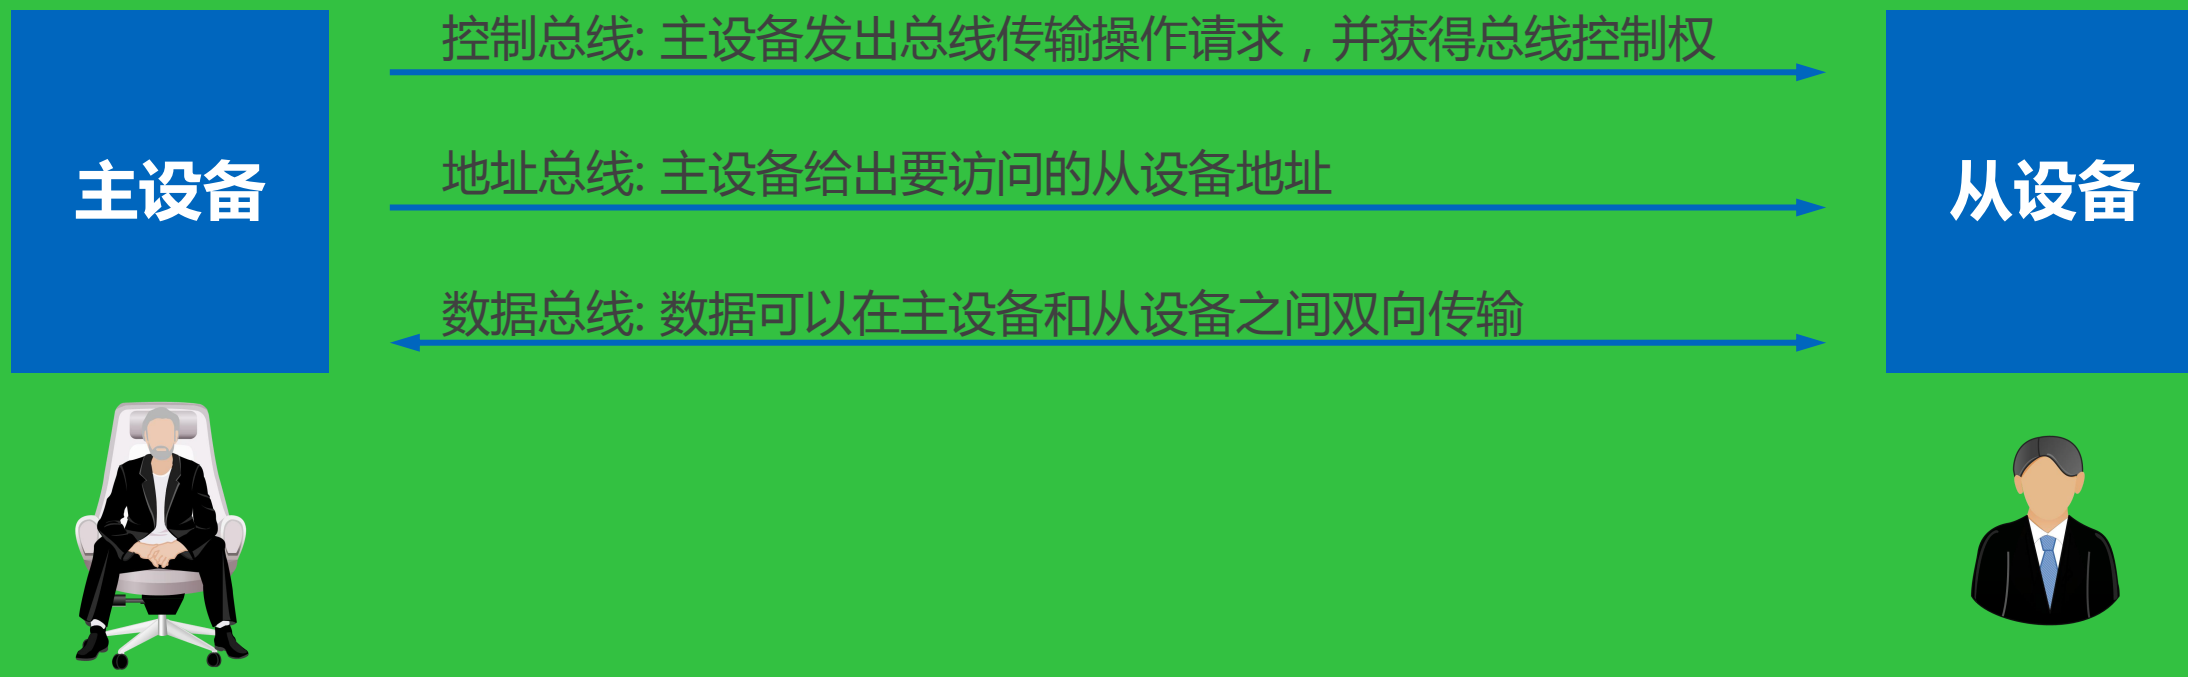 控制总线: 主设备发出总线传输操作请求，并获得总线控制权
主设备
地址总线: 主设备给出要访问的从设备地址
从设备
数据总线: 数据可以在主设备和从设备之间双向传输